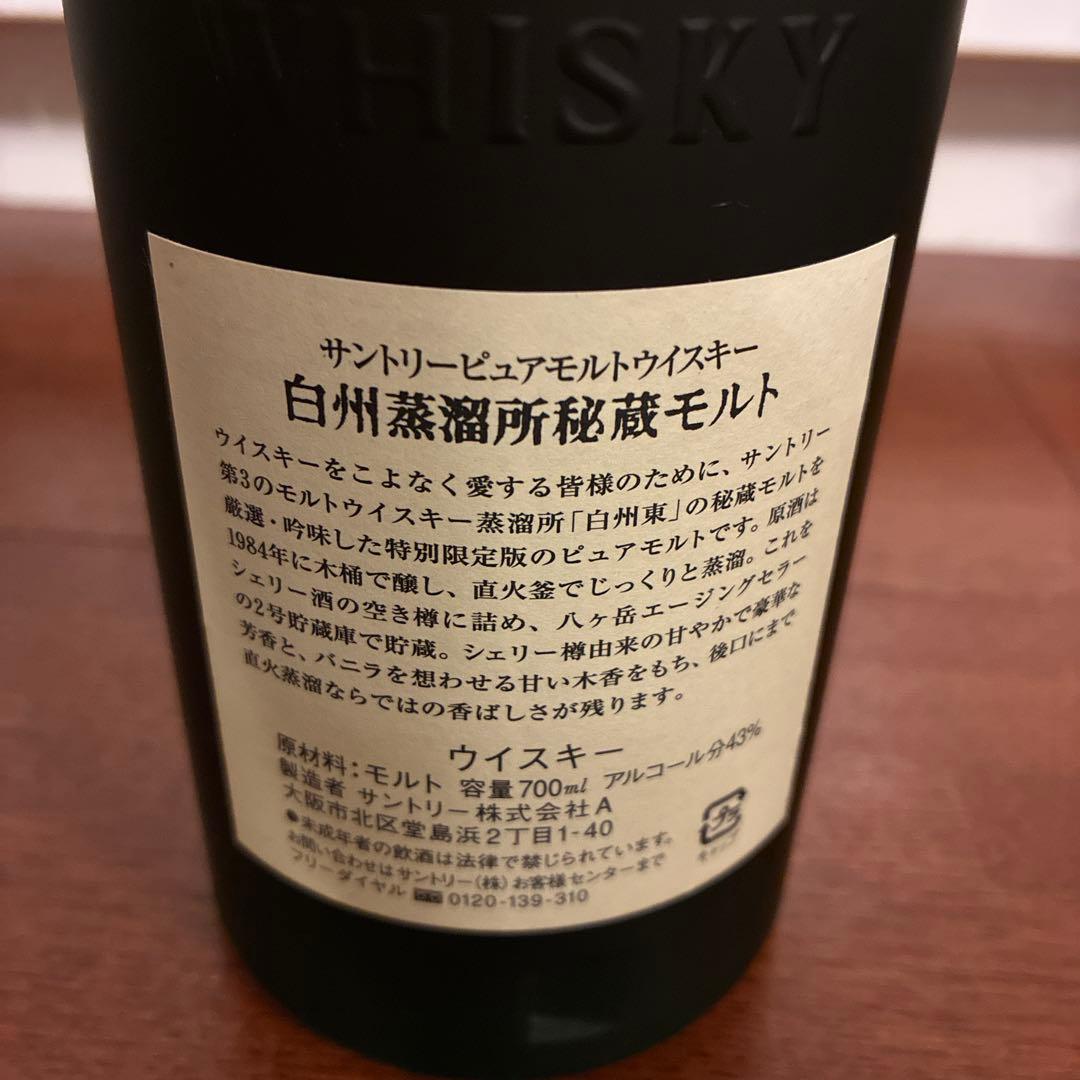 WHISKY
サントリーピュアモルトウイスキー
白州蒸溜所秘蔵モルト
ウイスキーをこよなく愛する皆様のために、サントリー
第3のモルトウイスキー蒸溜所「白州東」の秘蔵モルトを
厳選・吟味した特別限定版のピュアモルトです。原酒は
1984年に木桶で醸し、直火釜でじっくりと蒸溜。これを
シェリー酒の空き樽に詰め、八ヶ岳エージングセラー
の2号貯蔵庫で貯蔵。シェリー樽由来の甘やかで豪華な
芳香と、バニラを想わせる甘い木香をもち、後口にまで
直火蒸溜ならではの香ばしさが残ります。
ウイスキー
原材料:モルト 容量700ml アルコール分43%
製造者 サントリー株式会社A
大阪市北区堂島浜2丁目1-40
●未成年者の飲酒は法律で禁じられています。
お問い合わせはサントリー(株)お客様センターまで
フリーダイヤル 0120-139-310